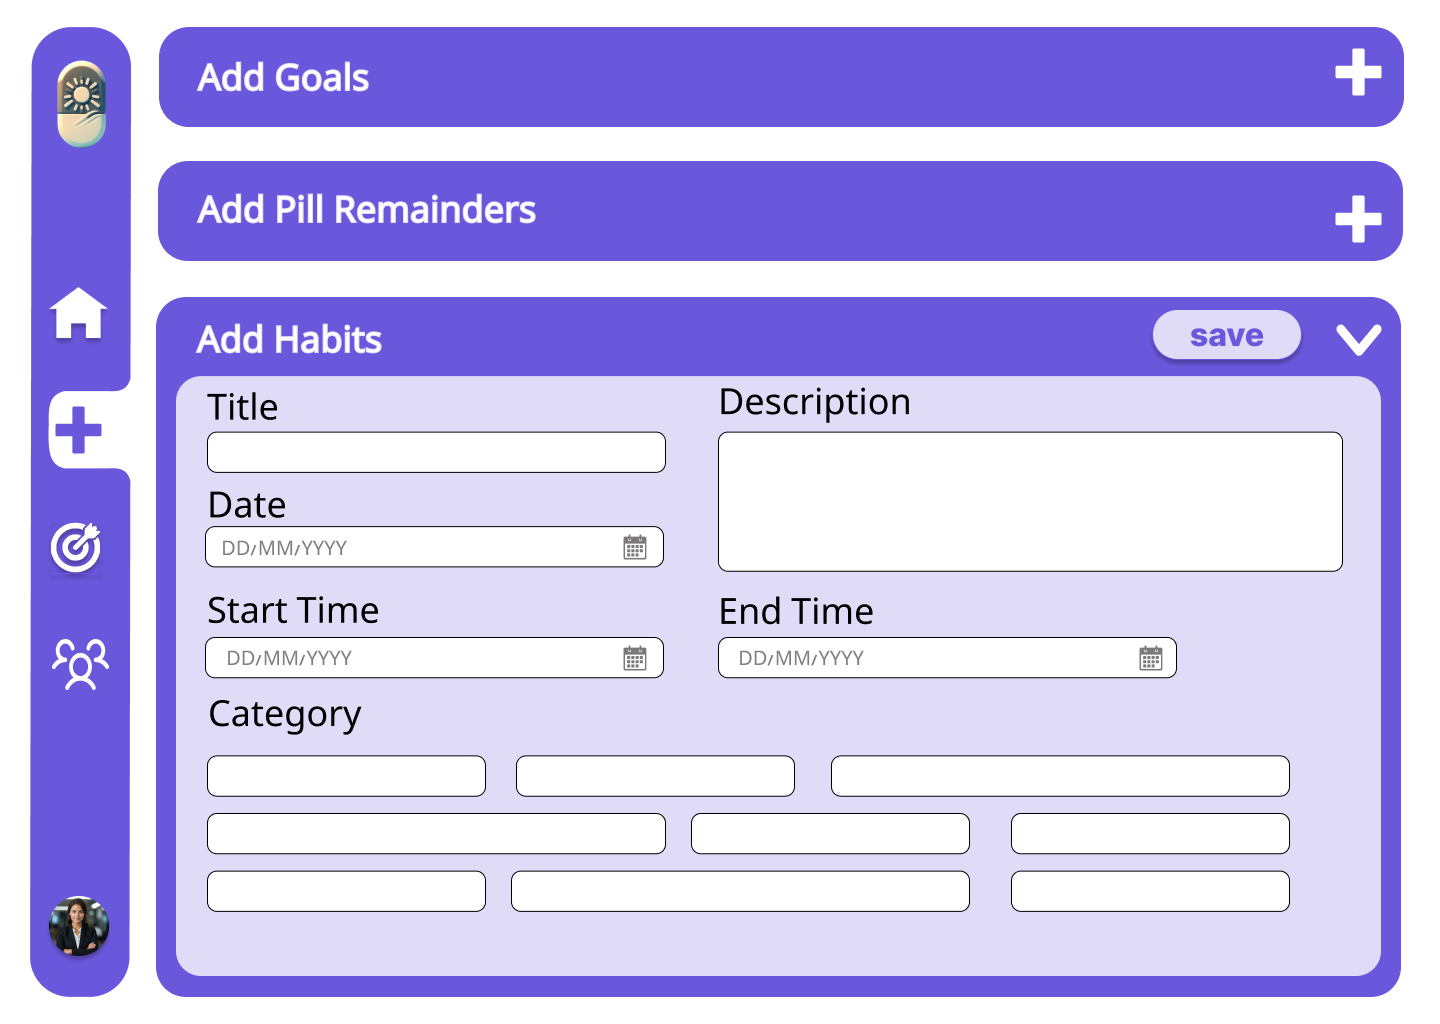 Add Goals
Add Pill Remainders
Add Habits
save
Title
Description
Date
DD/MM/YYYY
Start Time
End Time
DD/MM/YYYY
DD/MM/YYYY
Category